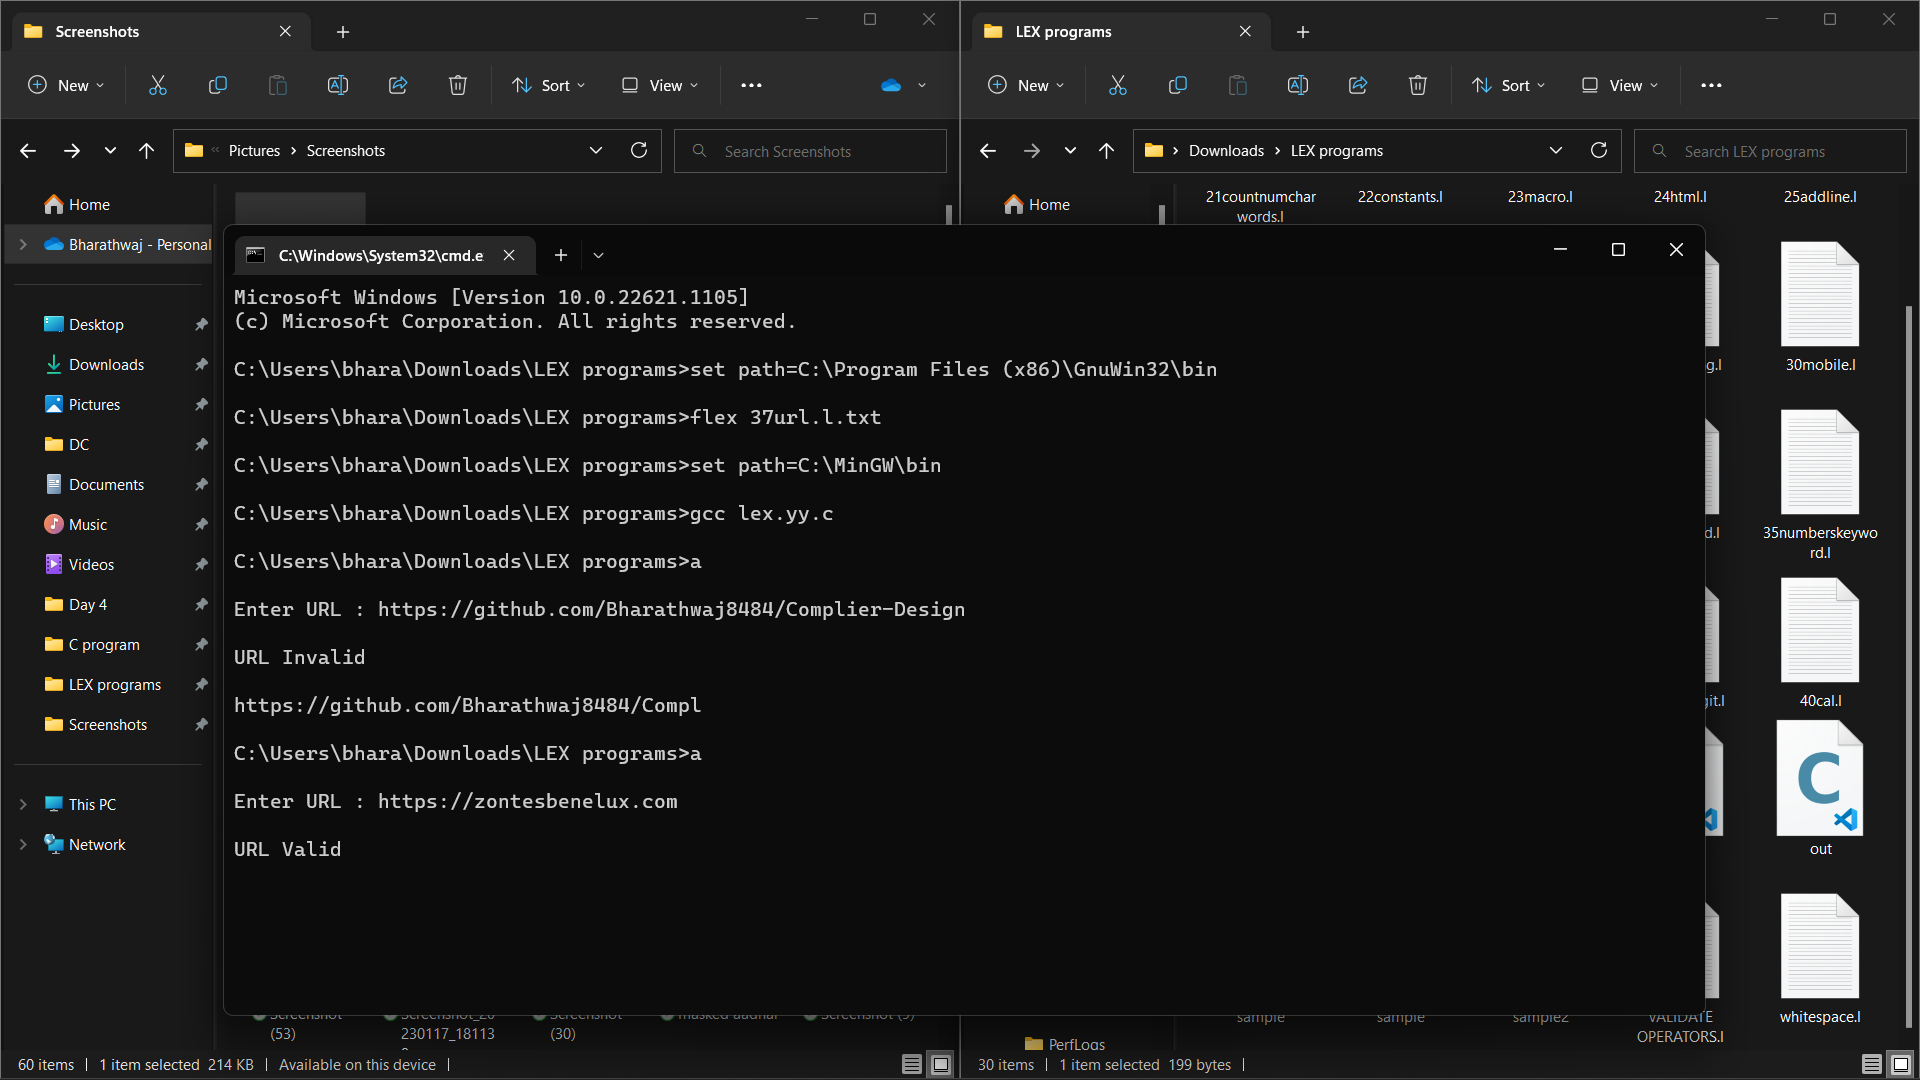 Screenshots
New
Sort
View
Pictures
Screenshots
Search Screenshots
Home
Bharathwaj - Personal
Desktop
Downloads
Pictures
DC
Documents
Music
Videos
Day 4
C program
LEX programs
Screenshots
This PC
Network
LEX programs
New
Sort
View
Downloads
LEX programs
Search LEX programs
Home
21countnumchar
words.l
22constants.l
23macro.l
24html.l
25addline.l
g.l
30mobile.l
d.l
35numberskeywo
rd.l
git.l
40cal.l
C
out
C:\Windows\System32\cmd.e
Microsoft Windows [Version 10.0.22621.1105]
(c) Microsoft Corporation. All rights reserved.
C:\Users\bhara\Downloads\LEX programs>set path=C:\Program Files (x86)\GnuWin32\bin
C:\Users\bhara\Downloads\LEX programs>flex 37url.l.txt
C:\Users\bhara\Downloads\LEX programs>set path=C:\MinGW\bin
C:\Users\bhara\Downloads\LEX programs>gcc lex.yy.c
C:\Users\bhara\Downloads\LEX programs>a
Enter URL : https://github.com/Bharathwaj8484/Complier-Design
URL Invalid
https://github.com/Bharathwaj8484/Compl
C:\Users\bhara\Downloads\LEX programs>a
Enter URL : https://zontesbenelux.com
URL Valid
Screenshot
(53)
Screenshot_20
230117_18113
Screenshot
(30)
masked aadhar
sample
sample
sample2
VALIDATE
OPERATORS.l
whitespace.l
PerfLogs
60 items
1 item selected 214 KB
Available on this device
30 items
1 item selected 199 bytes